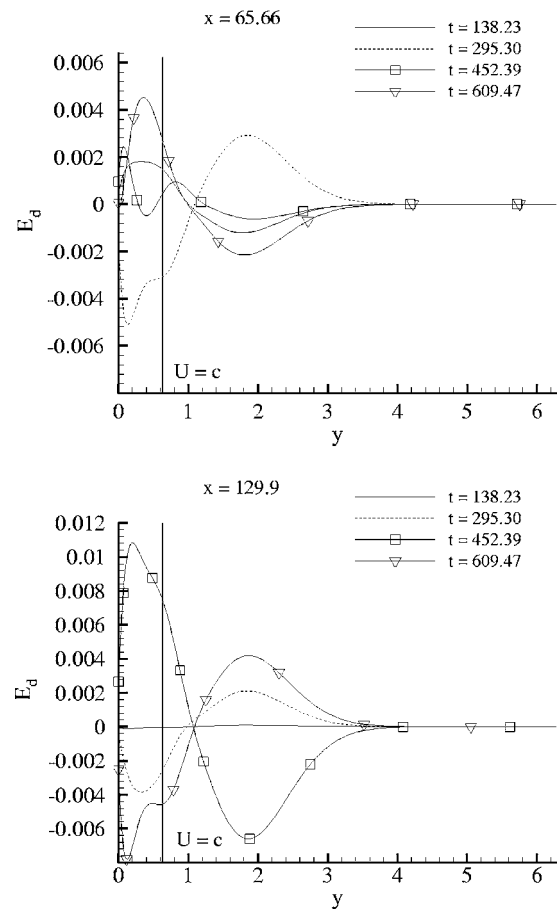 x = 65.66
t = 138.23
t = 295.30
t = 452.39
t = 609.47
0.006
0.004
0.002
0
-0.002
-0.004
-0.006
E_d
U = c
0 1 2 3 4 5 6
y
x = 129.9
t = 138.23
t = 295.30
t = 452.39
t = 609.47
0.012
0.01
0.008
0.006
0.004
0.002
0
-0.002
-0.004
-0.006
E_d
U = c
0 1 2 3 4 5 6
y